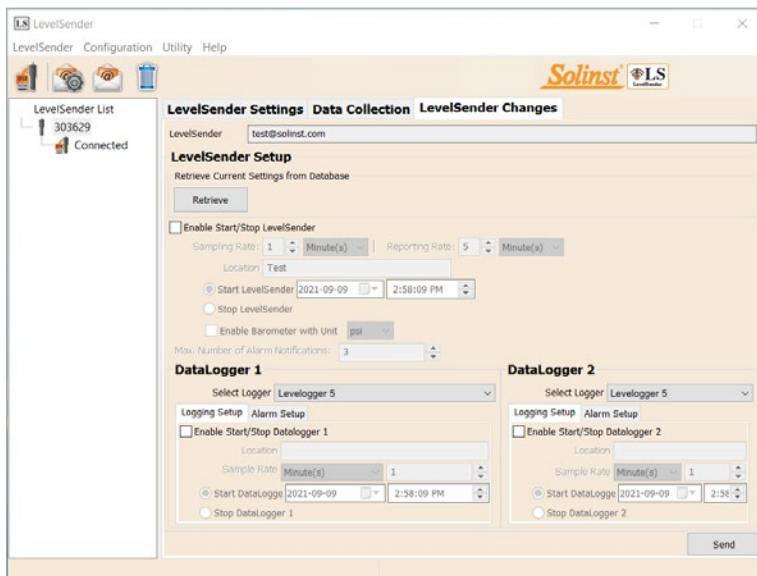 LS LevelSender
LevelSender Configuration Utility Help
Solinst LS LevelSender
LevelSender List
303629
Connected
LevelSender Settings Data Collection LevelSender Changes
LevelSender test@solinst.com
LevelSender Setup
Retrieve Current Settings from Database
Retrieve
Enable Start/Stop LevelSender
Sampling Rate: 1 Minute(s) Reporting Rate: 5 Minute(s)
Location Test
Start LevelSender 2021-09-09 2:58:09 PM
Stop LevelSender
Enable Barometer with Unit psi
Max. Number of Alarm Notifications: 3
DataLogger 1
Select Logger Levelogger 5
Logging Setup Alarm Setup
Enable Start/Stop Datalogger 1
Location
Sample Rate Minute(s) 1
Start DataLogge 2021-09-09 2:58:09 PM
Stop DataLogger 1
DataLogger 2
Select Logger Levelogger 5
Logging Setup Alarm Setup
Enable Start/Stop Datalogger 2
Location
Sample Rate Minute(s) 1
Start DataLogge 2021-09-09 2:58
Stop DataLogger 2
Send